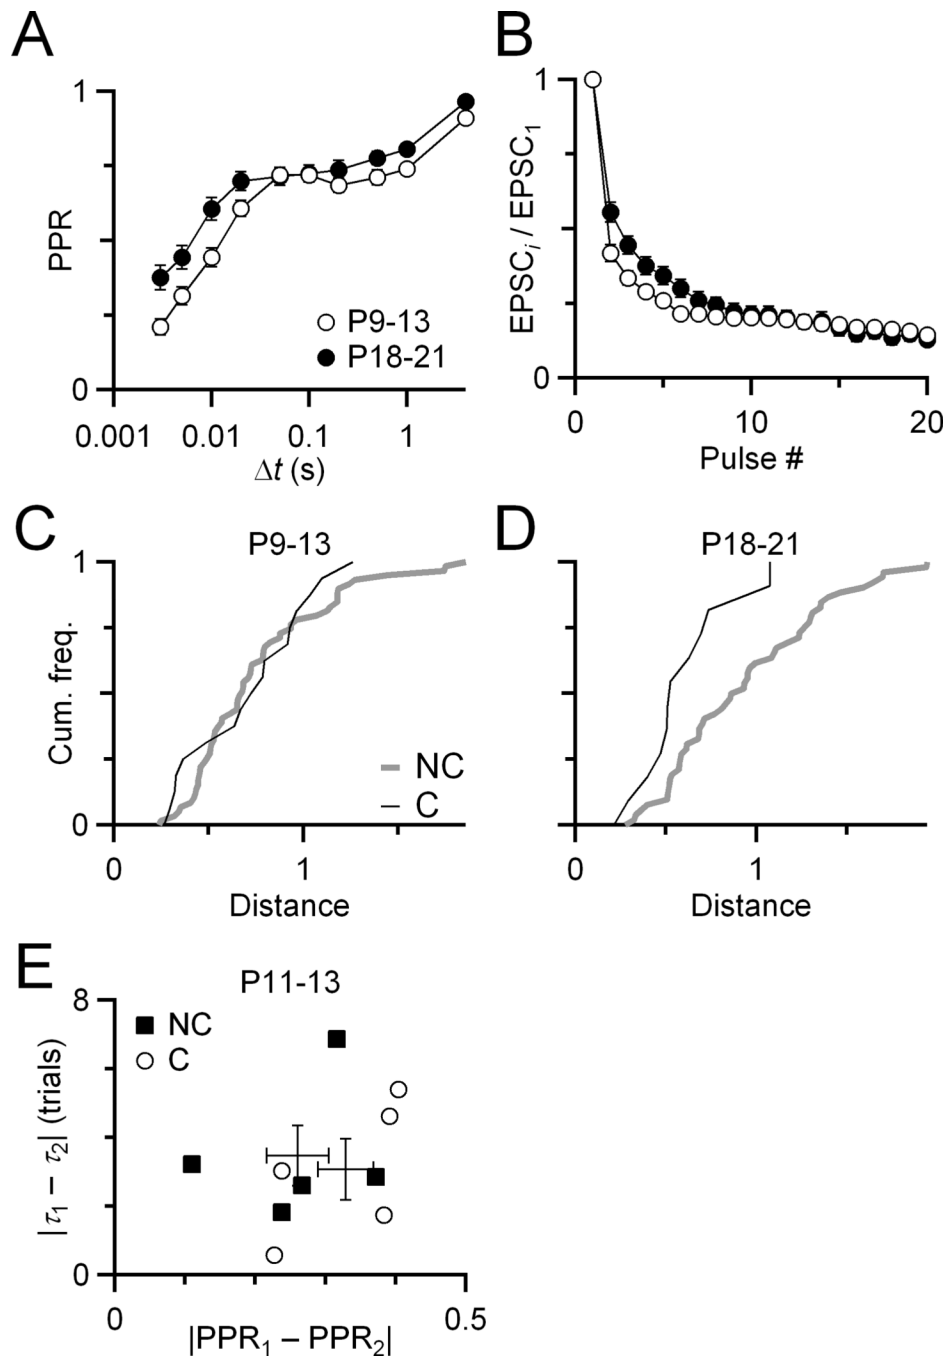 A
1
PPR
0
0.001 0.01 0.1 1
Δt (s)
P9-13
P18-21
B
1
EPSCi / EPSC1
0
0 10 20
Pulse #
C
P9-13
1
Cum. freq.
0
0 1
Distance
NC
C
D
P18-21
0 1
Distance
E
P11-13
8
NC
C
|τ1 – τ2| (trials)
0
0 0.5
|PPR1 – PPR2|